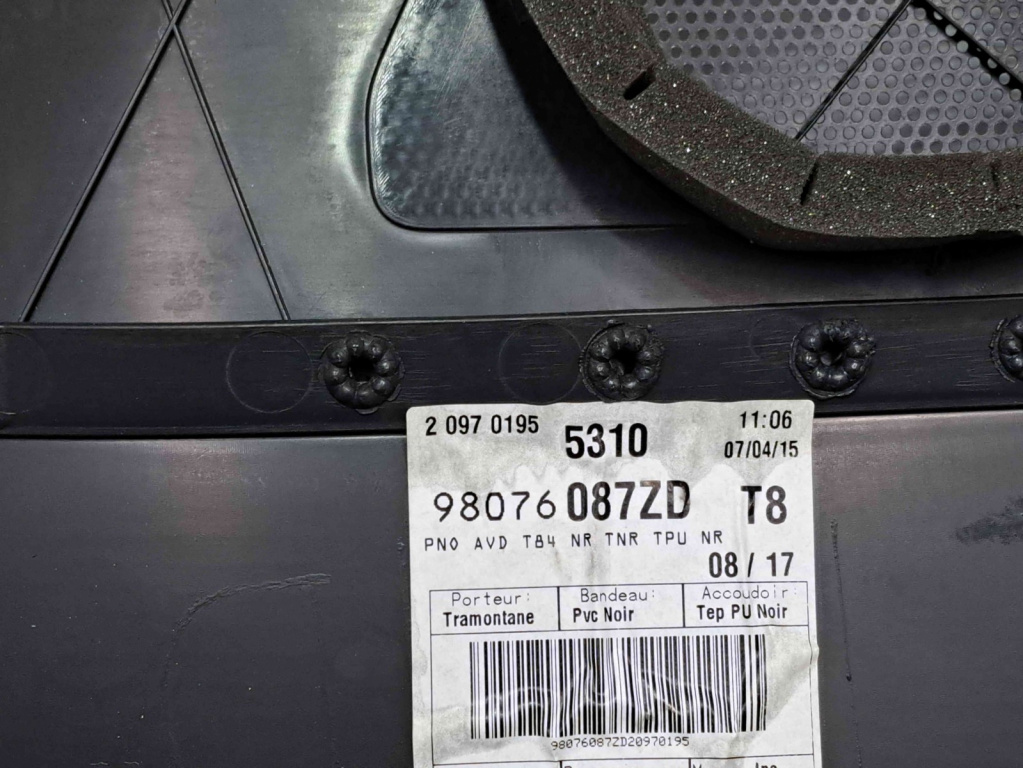 2 097 0195 5310 11:06
07/04/15
98076 087ZD T8
PNO AVD T84 NR TNR TPU NR
08 / 17
Porteur: Bandeau: Accoudoir:
Tramontane Pvc Noir Tep PU Noir
98076087ZD20970195